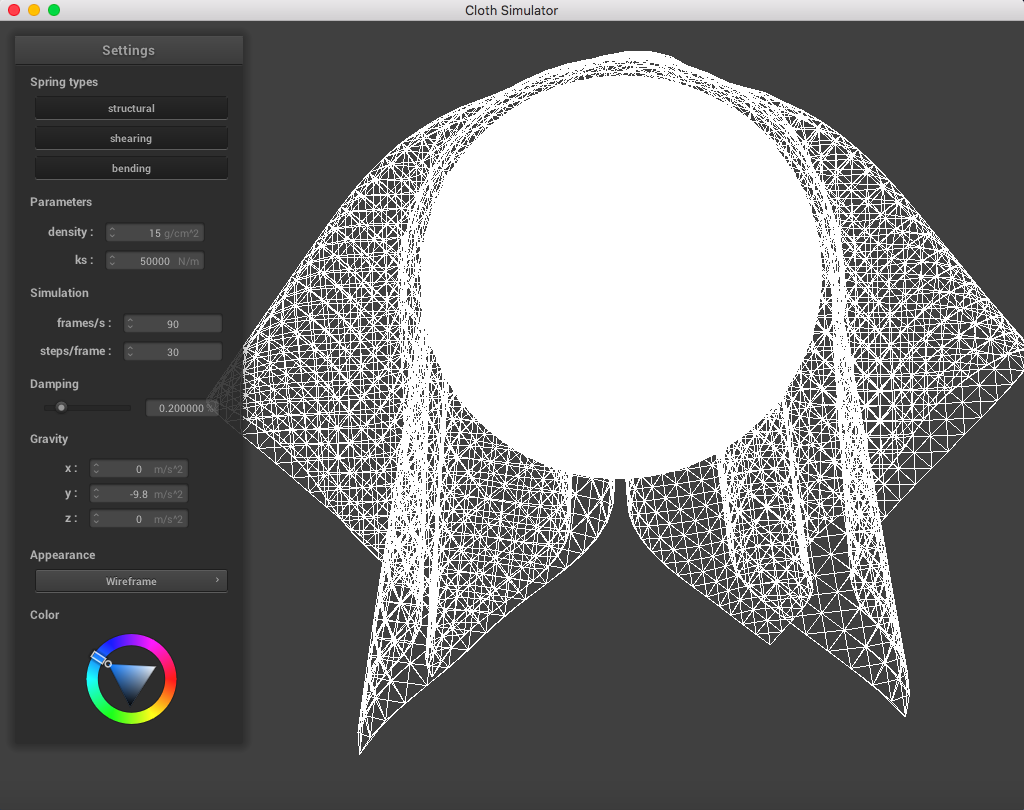 Cloth Simulator
Settings
Spring types
structural
shearing
bending
Parameters
density : 15 g/cm^2
ks : 50000 N/m
Simulation
frames/s : 90
steps/frame : 30
Damping
0.200000 %
Gravity
x : 0 m/s^2
y : -9.8 m/s^2
z : 0 m/s^2
Appearance
Wireframe
Color